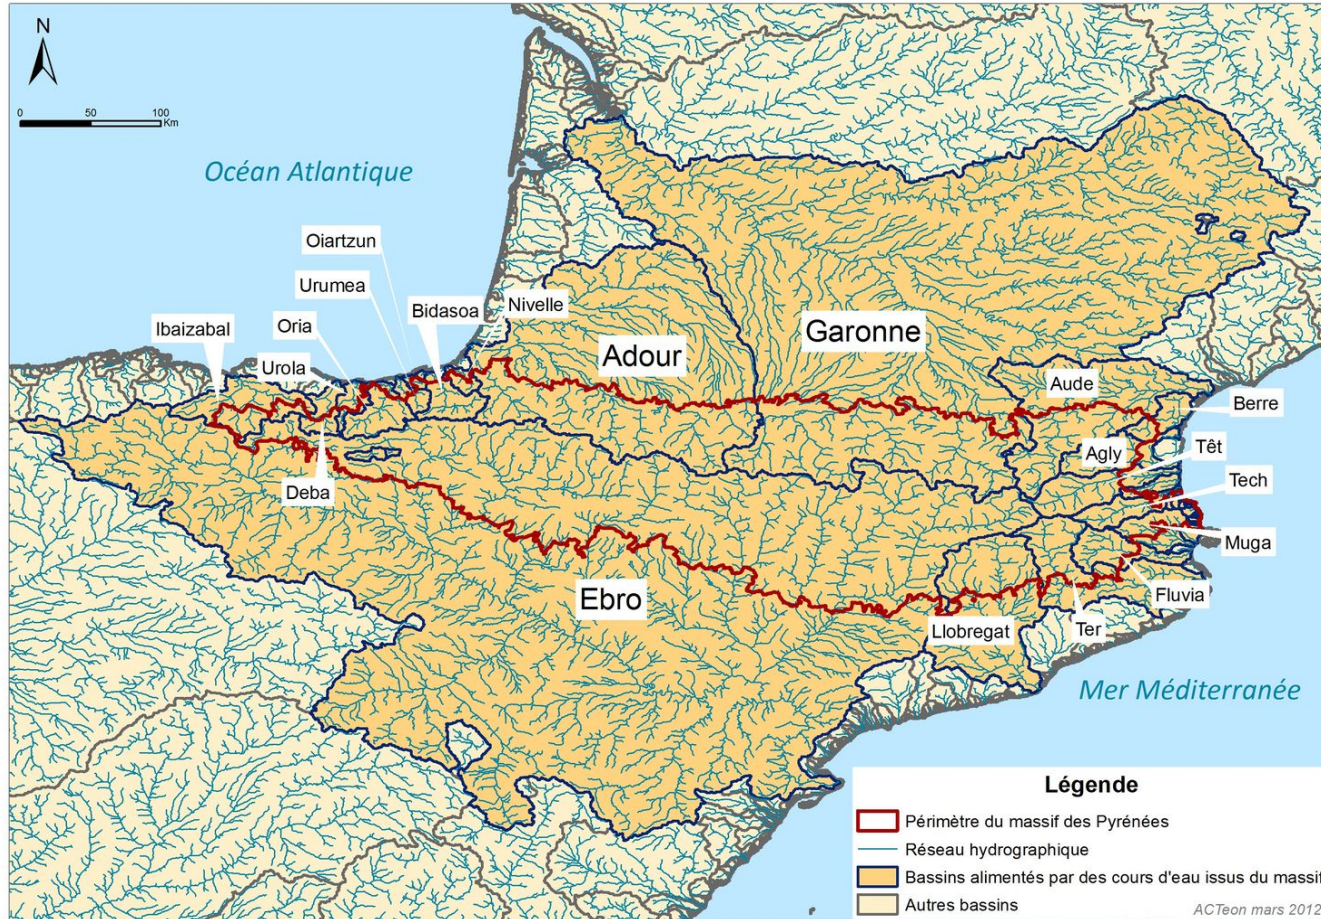 N
0 50 100
Km
Océan Atlantique
Oiartzun
Urumea
Bidasoa
Nivelle
Oria
Ibaizabal
Urola
Adour
Garonne
Aude
Berre
Agly
Têt
Deba
Tech
Muga
Ebro
Fluvia
Llobregat
Ter
Mer Méditerranée
Légende
Périmètre du massif des Pyrénées
Réseau hydrographique
Bassins alimentés par des cours d'eau issus du massif
Autres bassins
ACTeon mars 2012